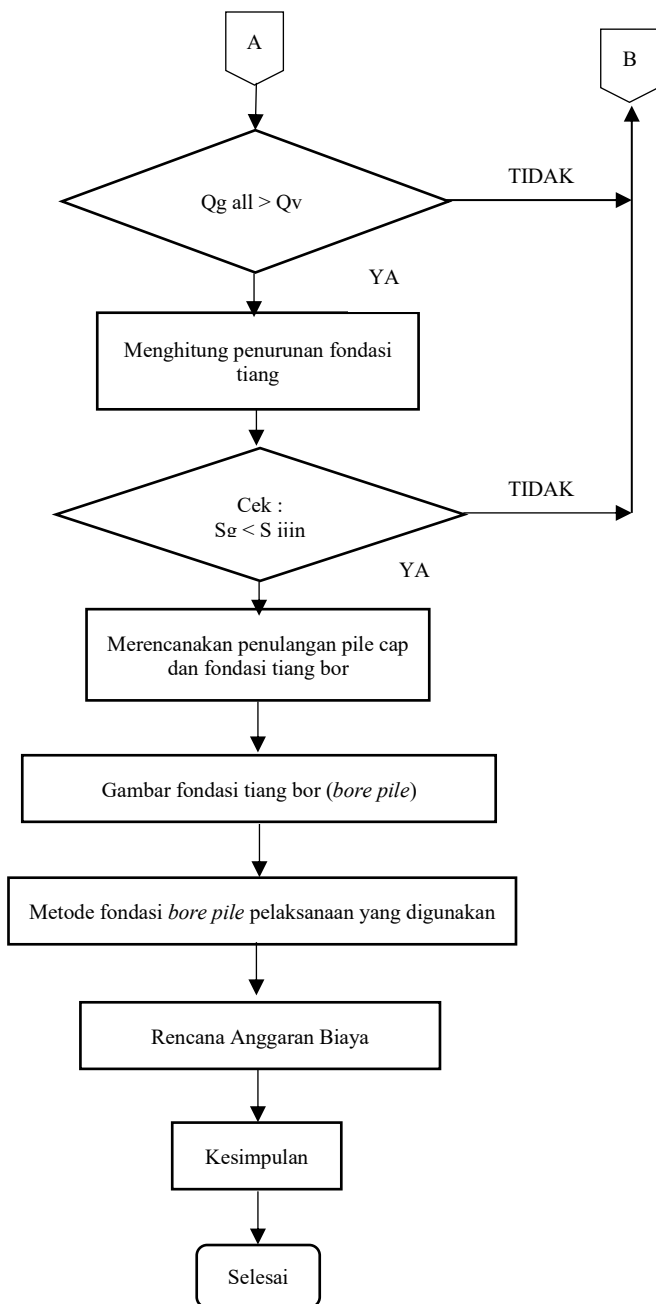 A
B
Qg all > Qv
TIDAK
YA
Menghitung penurunan fondasi
tiang
Cek :
Sg < S ijin
TIDAK
YA
Merencanakan penulangan pile cap
dan fondasi tiang bor
Gambar fondasi tiang bor (bore pile)
Metode fondasi bore pile pelaksanaan yang digunakan
Rencana Anggaran Biaya
Kesimpulan
Selesai